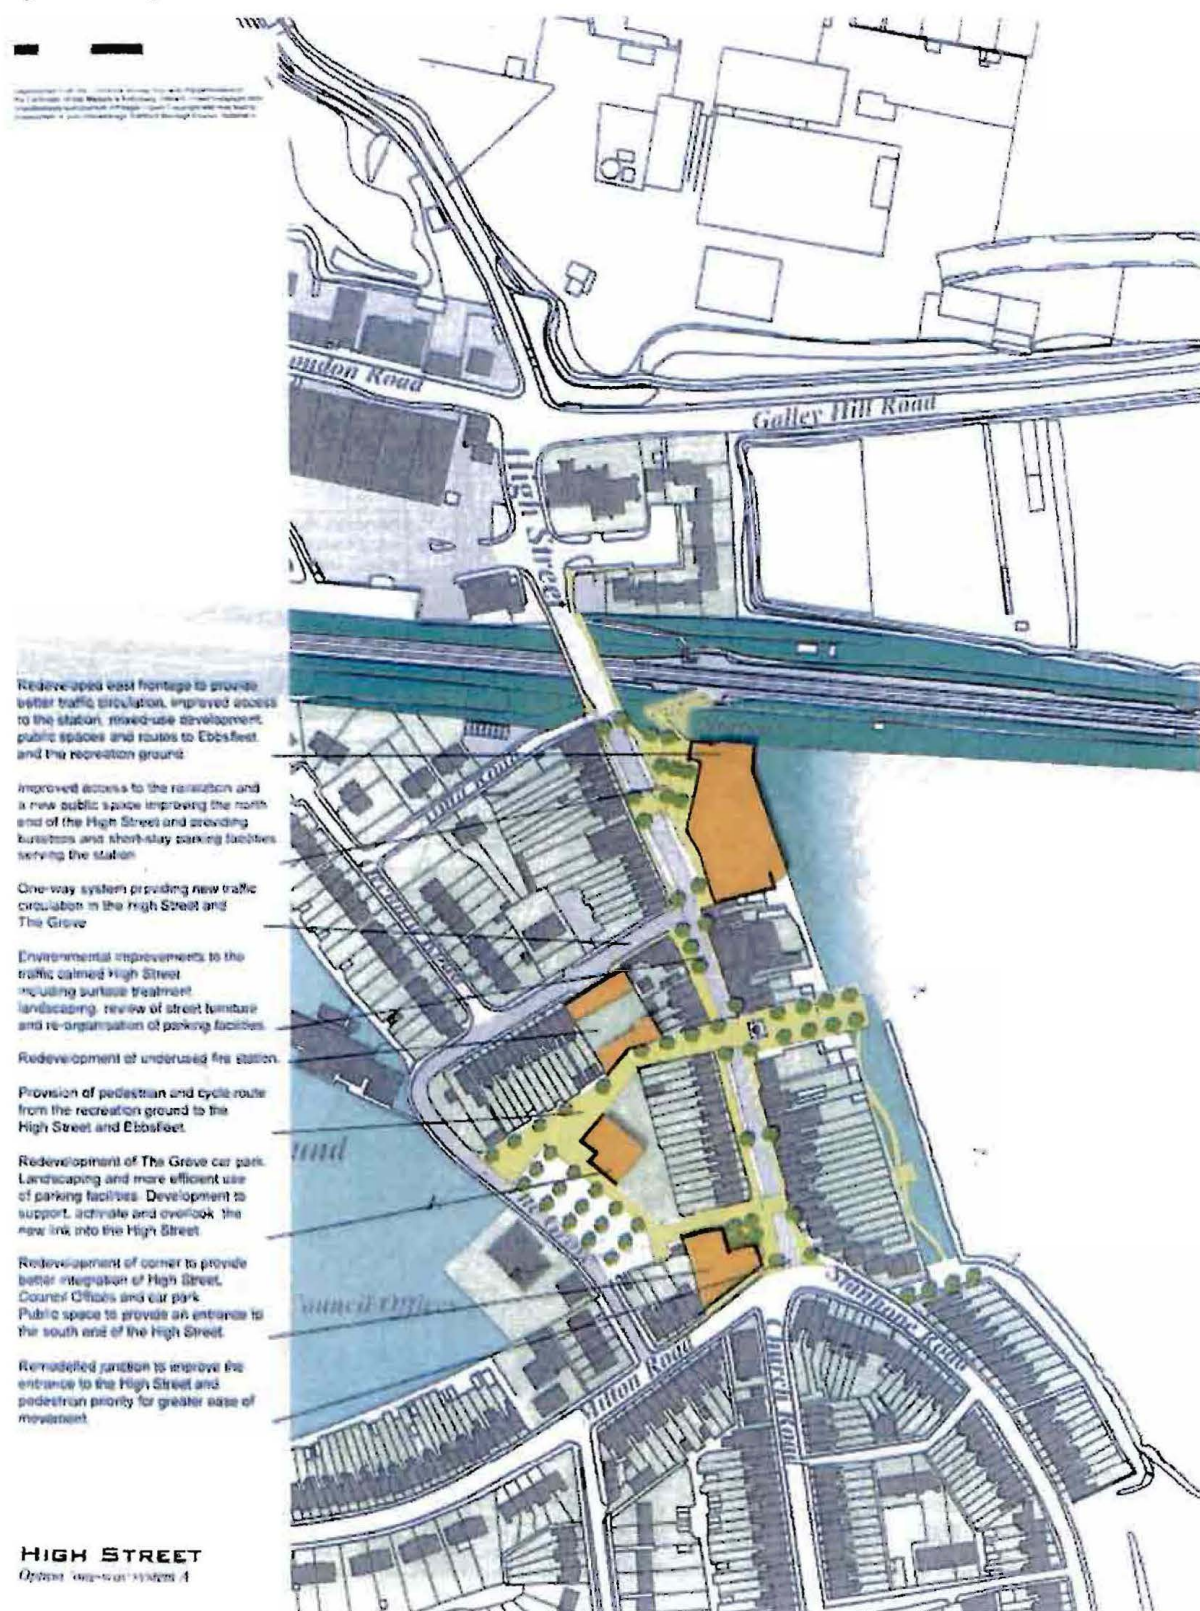 Redeveloped east frontage to provide
better traffic circulation, improved access
to the station, mixed-use development,
public spaces and routes to Ebbsfleet
and the recreation ground
Improved access to the
a new public space improving the north
end of the High Street and providing
and short-stay parking facilities
serving the station
One-way system providing new traffic
circulation in the High Street and
The Grove
Environmental improvements to the
traffic calmed High Street
including surface treatment
landscaping, review of street furniture
and re-organisation of parking facilities
Redevelopment of underused fire station.
Provision of pedestrian and cycle route
from the recreation ground to the
High Street and Ebbsfleet.
Redevelopment of The Grove car park.
Landscaping and more efficient use
of parking facilities. Development to
support, activate and overlook the
new link into the High Street
Redevelopment of corner to provide
better integration of High Street,
Council Offices and car park
Public space to provide an entrance to
the south end of the High Street.
Remodelled junction to improve the
entrance to the High Street and
pedestrian priority for greater ease of
movement
ondon Road
Galley Hill Road
High Street
und
Council Offices
Stanhope Road
Church Road
Milton Road
HIGH STREET
Option 'one-way' system A